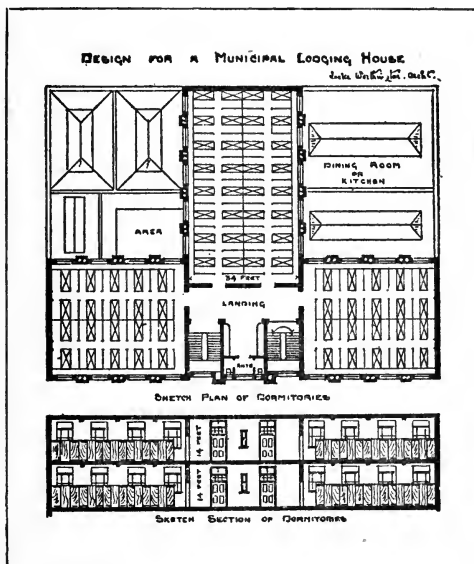 DESIGN FOR A MUNICIPAL LODGING HOUSE
DINING ROOM
OR
KITCHEN
AREA
34 FEET
LANDING
SKETCH PLAN OF DORMITORIES
14 FEET
14 FEET
SKETCH SECTION OF DORMITORIES